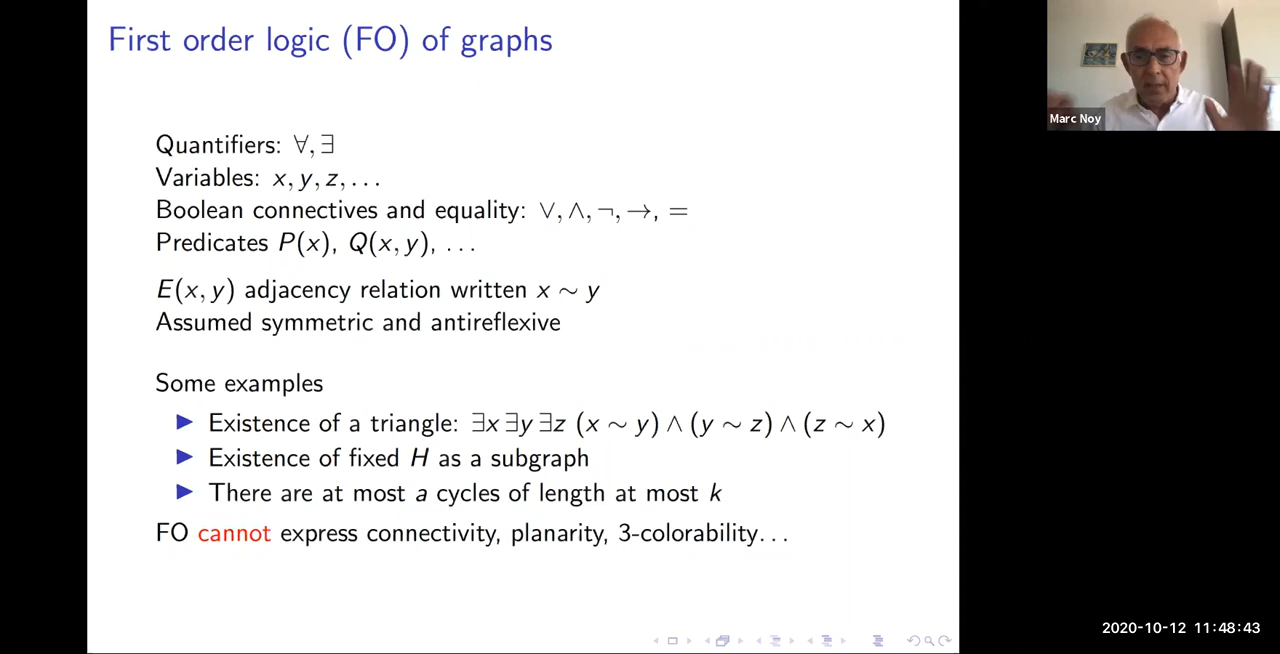 First order logic (FO) of graphs
Quantifiers: ∀, ∃
Variables: x, y, z, . . .
Boolean connectives and equality: ∨, ∧, ¬, →, =
Predicates P(x), Q(x, y), . . .
E(x, y) adjacency relation written x ∼ y
Assumed symmetric and antireflexive
Some examples
▶ Existence of a triangle: ∃x ∃y ∃z (x ∼ y) ∧ (y ∼ z) ∧ (z ∼ x)
▶ Existence of fixed H as a subgraph
▶ There are at most a cycles of length at most k
FO cannot express connectivity, planarity, 3-colorability. . .
Marc Noy
2020-10-12 11:48:43